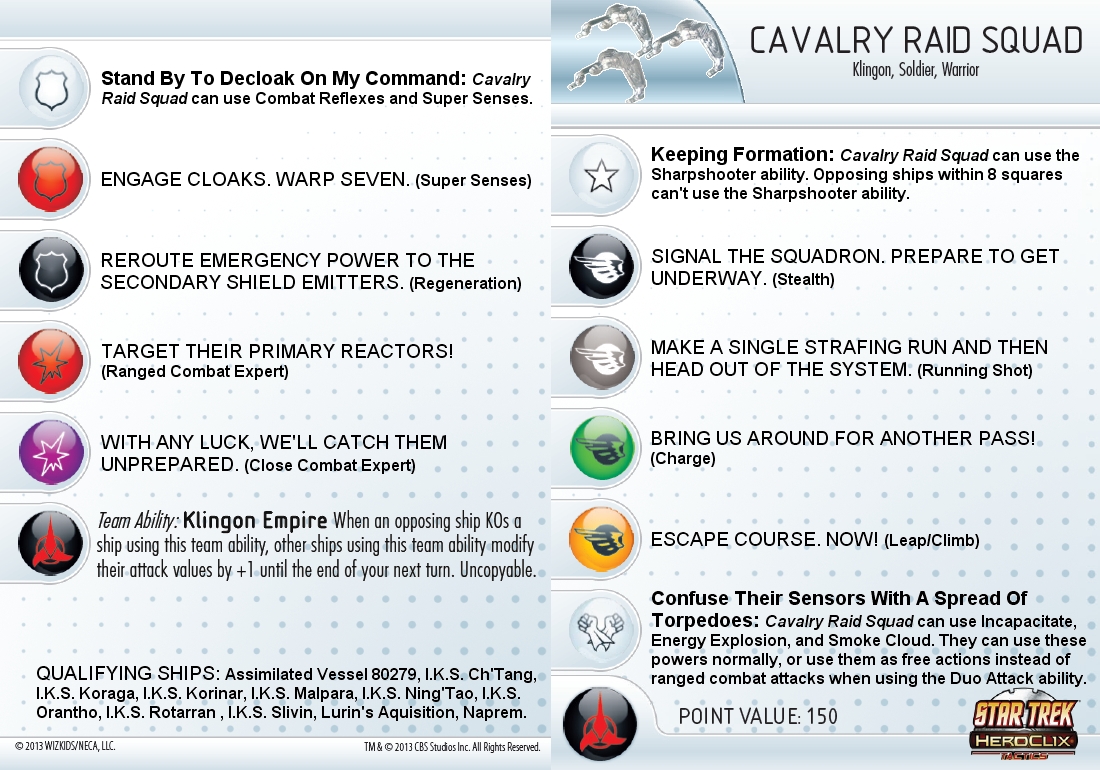 Stand By To Decloak On My Command: Cavalry
Raid Squad can use Combat Reflexes and Super Senses.
ENGAGE CLOAKS. WARP SEVEN. (Super Senses)
REROUTE EMERGENCY POWER TO THE
SECONDARY SHIELD EMITTERS. (Regeneration)
TARGET THEIR PRIMARY REACTORS!
(Ranged Combat Expert)
WITH ANY LUCK, WE'LL CATCH THEM
UNPREPARED. (Close Combat Expert)
Team Ability: Klingon Empire When an opposing ship KOs a
ship using this team ability, other ships using this team ability modify
their attack values by +1 until the end of your next turn. Uncopyable.
QUALIFYING SHIPS: Assimilated Vessel 80279, I.K.S. Ch'Tang,
I.K.S. Koraga, I.K.S. Korinar, I.K.S. Malpara, I.K.S. Ning'Tao, I.K.S.
Orantho, I.K.S. Rotarran , I.K.S. Slivin, Lurin's Aquisition, Naprem.
© 2013 WIZKIDS/NECA, LLC.
TM & © 2013 CBS Studios Inc. All Rights Reserved.
CAVALRY RAID SQUAD
Klingon, Soldier, Warrior
Keeping Formation: Cavalry Raid Squad can use the
Sharpshooter ability. Opposing ships within 8 squares
can't use the Sharpshooter ability.
SIGNAL THE SQUADRON. PREPARE TO GET
UNDERWAY. (Stealth)
MAKE A SINGLE STRAFING RUN AND THEN
HEAD OUT OF THE SYSTEM. (Running Shot)
BRING US AROUND FOR ANOTHER PASS!
(Charge)
ESCAPE COURSE. NOW! (Leap/Climb)
Confuse Their Sensors With A Spread Of
Torpedoes: Cavalry Raid Squad can use Incapacitate,
Energy Explosion, and Smoke Cloud. They can use these
powers normally, or use them as free actions instead of
ranged combat attacks when using the Duo Attack ability.
POINT VALUE: 150
STAR TREK
HEROCLIX
TACTICS